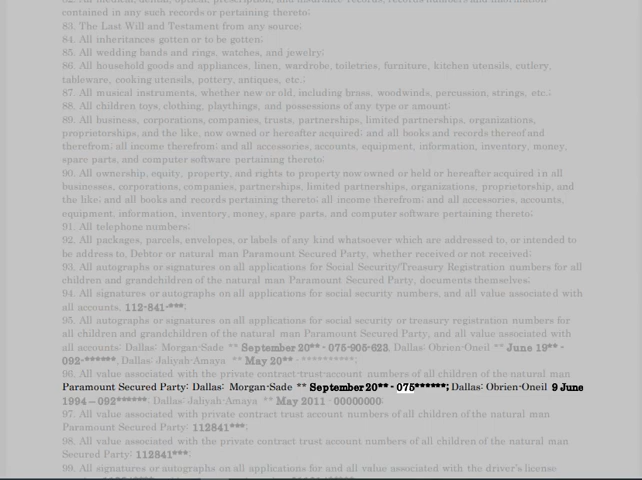 82. All medical, dental, optical, prescription, and insurance records, records numbers and information
contained in any such records or pertaining thereto;
83. The Last Will and Testament from any source;
84. All inheritances gotten or to be gotten;
85. All wedding bands and rings, watches, and jewelry;
86. All household goods and appliances, linen, wardrobe, toiletries, furniture, kitchen utensils, cutlery,
tableware, cooking utensils, pottery, antiques, etc.;
87. All musical instruments, whether new or old, including brass, woodwinds, percussion, strings, etc.;
88. All children toys, clothing, playthings, and possessions of any type or amount;
89. All business, corporations, companies, trusts, partnerships, limited partnerships, organizations,
proprietorships, and the like, now owned or hereafter acquired; and all books and records thereof and
therefrom; all income therefrom; and all accessories, accounts, equipment, information, inventory, money,
spare parts, and computer software pertaining thereto;
90. All ownership, equity, property, and rights to property now owned or held or hereafter acquired in all
businesses, corporations, companies, partnerships, limited partnerships, organizations, proprietorship, and
the like; and all books and records pertaining thereto; all income therefrom; and all accessories, accounts,
equipment, information, inventory, money, spare parts, and computer software pertaining thereto;
91. All telephone numbers;
92. All packages, parcels, envelopes, or labels of any kind whatsoever which are addressed to, or intended to
be address to, Debtor or natural man Paramount Secured Party, whether received or not received;
93. All autographs or signatures on all applications for Social Security/Treasury Registration numbers for all
children and grandchildren of the natural man Paramount Secured Party, documents themselves;
94. All signatures or autographs on all applications for social security numbers, and all value associated with
all accounts. 112-841-***;
95. All autographs or signatures on all applications for social security or treasury registration numbers for
all children and grandchildren of the natural man Paramount Secured Party, and all value associated with
all accounts: Dallas: Morgan-Sade ** September 20** - 075-905-623, Dallas: Obrien-Oneil ** June 19** -
092-******, Dallas: Jaliyah-Amaya ** May 20** - **********;
96. All value associated with the private contract trust account numbers of all children of the natural man
Paramount Secured Party: Dallas: Morgan-Sade ** September 20** - 075******; Dallas: Obrien-Oneil 9 June
1994 – 092******. Dallas: Jaliyah-Amaya ** May 2011 - 00000000;
97. All value associated with private contract trust account numbers of all children of the natural man
Paramount Secured Party: 112841***;
98. All value associated with the private contract trust account numbers of all children of the natural man
Secured Party: 112841***;
99. All signatures or autographs on all applications for and all value associated with the driver's license